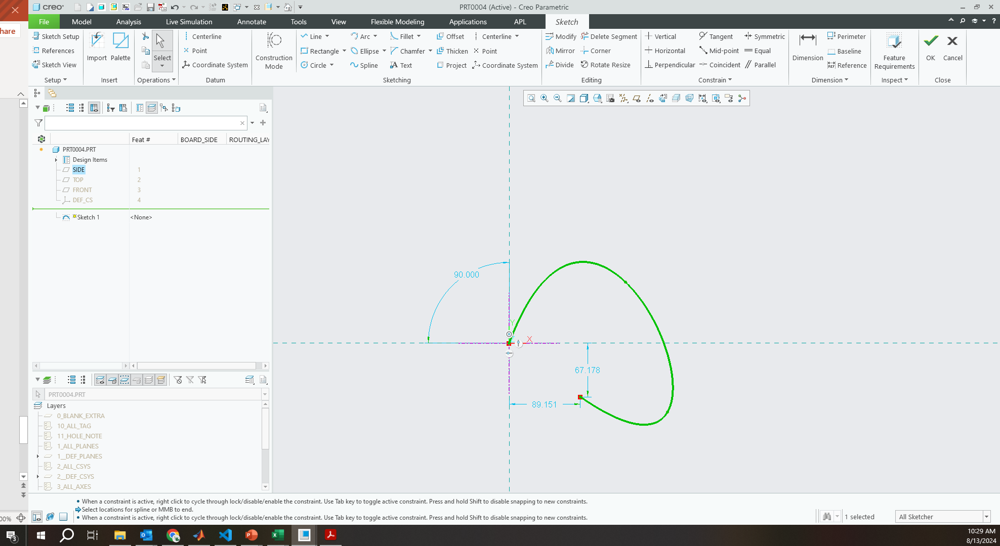 creo
PRT0004 (Active) - Creo Parametric
hare
File Model Analysis Live Simulation Annotate Tools View Flexible Modeling Applications APL Sketch
Sketch Setup
References
Sketch View
Setup
Import Palette
Insert
Select
Operations
Centerline
Point
Coordinate System
Datum
Construction
Mode
Line Arc Fillet Offset Centerline
Rectangle Ellipse Chamfer Thicken Point
Circle Spline Text Project Coordinate System
Sketching
Modify Delete Segment
Mirror Corner
Divide Rotate Resize
Editing
Vertical Tangent Symmetric
Horizontal Mid-point Equal
Perpendicular Coincident Parallel
Constrain
Dimension
Perimeter
Baseline
Reference
Dimension
Feature
Requirements
Inspect
OK Cancel
Close
Feat # BOARD_SIDE ROUTING_LAY
PRT0004.PRT
Design Items
SIDE 1
TOP 2
FRONT 3
DEF_CS 4
Sketch 1 <None>
90.000
Y
X
67.178
89.151
PRT0004.PRT
Layers
0_BLANK_EXTRA
10_ALL_TAG
11_HOLE_NOTE
1_ALL_PLANES
1__DEF_PLANES
2_ALL_CSYS
2__DEF_CSYS
3_ALL_AXES
• When a constraint is active, right click to cycle through lock/disable/enable the constraint. Use Tab key to toggle active constraint. Press and hold Shift to disable snapping to new constraints.
Select locations for spline or MMB to end.
• When a constraint is active, right click to cycle through lock/disable/enable the constraint. Use Tab key to toggle active constraint. Press and hold Shift to disable snapping to new constraints.
00%
1 selected
All Sketcher
3
10:29 AM
8/13/2024